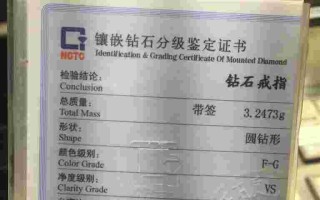 NGTC
镶嵌钻石分级鉴定证书
Identification & Grading Certificate Of Mounted Diamond
检验结论:
Conclusion
钻石戒指
总质量:
Total Mass
带签 3.2473g
形状:
Shape
圆钻形
颜色级别:
Color Grade
F-G
净度级别:
Clarity Grade
VS